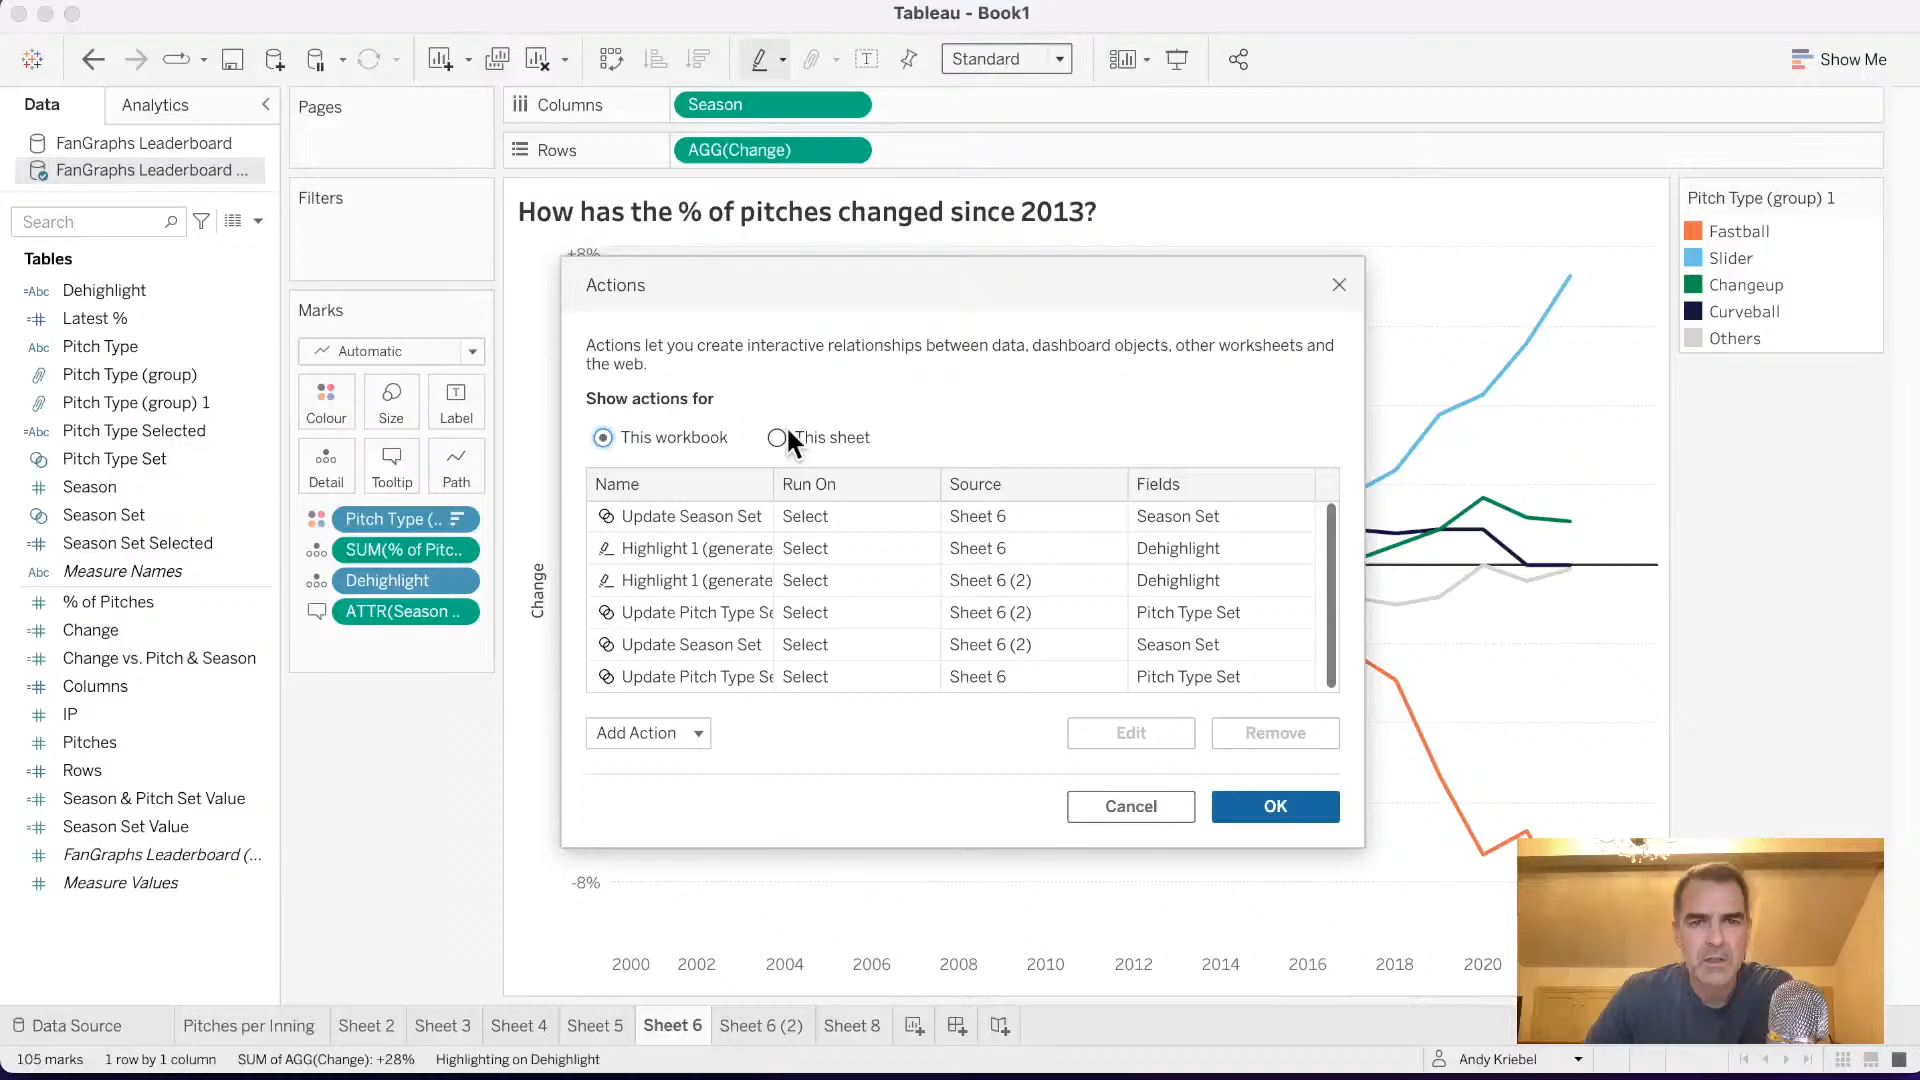 Tableau - Book1
Standard
Show Me
Data
Analytics
FanGraphs Leaderboard
FanGraphs Leaderboard ...
Search
Tables
Dehighlight
Latest %
Pitch Type
Pitch Type (group)
Pitch Type (group) 1
Pitch Type Selected
Pitch Type Set
Season
Season Set
Season Set Selected
Measure Names
% of Pitches
Change
Change vs. Pitch & Season
Columns
IP
Pitches
Rows
Season & Pitch Set Value
Season Set Value
FanGraphs Leaderboard (...
Measure Values
Pages
Filters
Marks
Automatic
Colour
Size
Label
Detail
Tooltip
Path
Pitch Type (..
SUM(% of Pitc..
Dehighlight
ATTR(Season ..
Columns
Season
Rows
AGG(Change)
How has the % of pitches changed since 2013?
+8%
Change
-8%
2000 2002 2004 2006 2008 2010 2012 2014 2016 2018 2020
Pitch Type (group) 1
Fastball
Slider
Changeup
Curveball
Others
Actions
Actions let you create interactive relationships between data, dashboard objects, other worksheets and
the web.
Show actions for
This workbook
This sheet
Name Run On Source Fields
Update Season Set Select Sheet 6 Season Set
Highlight 1 (generate Select Sheet 6 Dehighlight
Highlight 1 (generate Select Sheet 6 (2) Dehighlight
Update Pitch Type Se Select Sheet 6 (2) Pitch Type Set
Update Season Set Select Sheet 6 (2) Season Set
Update Pitch Type Se Select Sheet 6 Pitch Type Set
Add Action
Edit
Remove
Cancel
OK
Data Source
Pitches per Inning
Sheet 2
Sheet 3
Sheet 4
Sheet 5
Sheet 6
Sheet 6 (2)
Sheet 8
105 marks
1 row by 1 column
SUM of AGG(Change): +28%
Highlighting on Dehighlight
Andy Kriebel